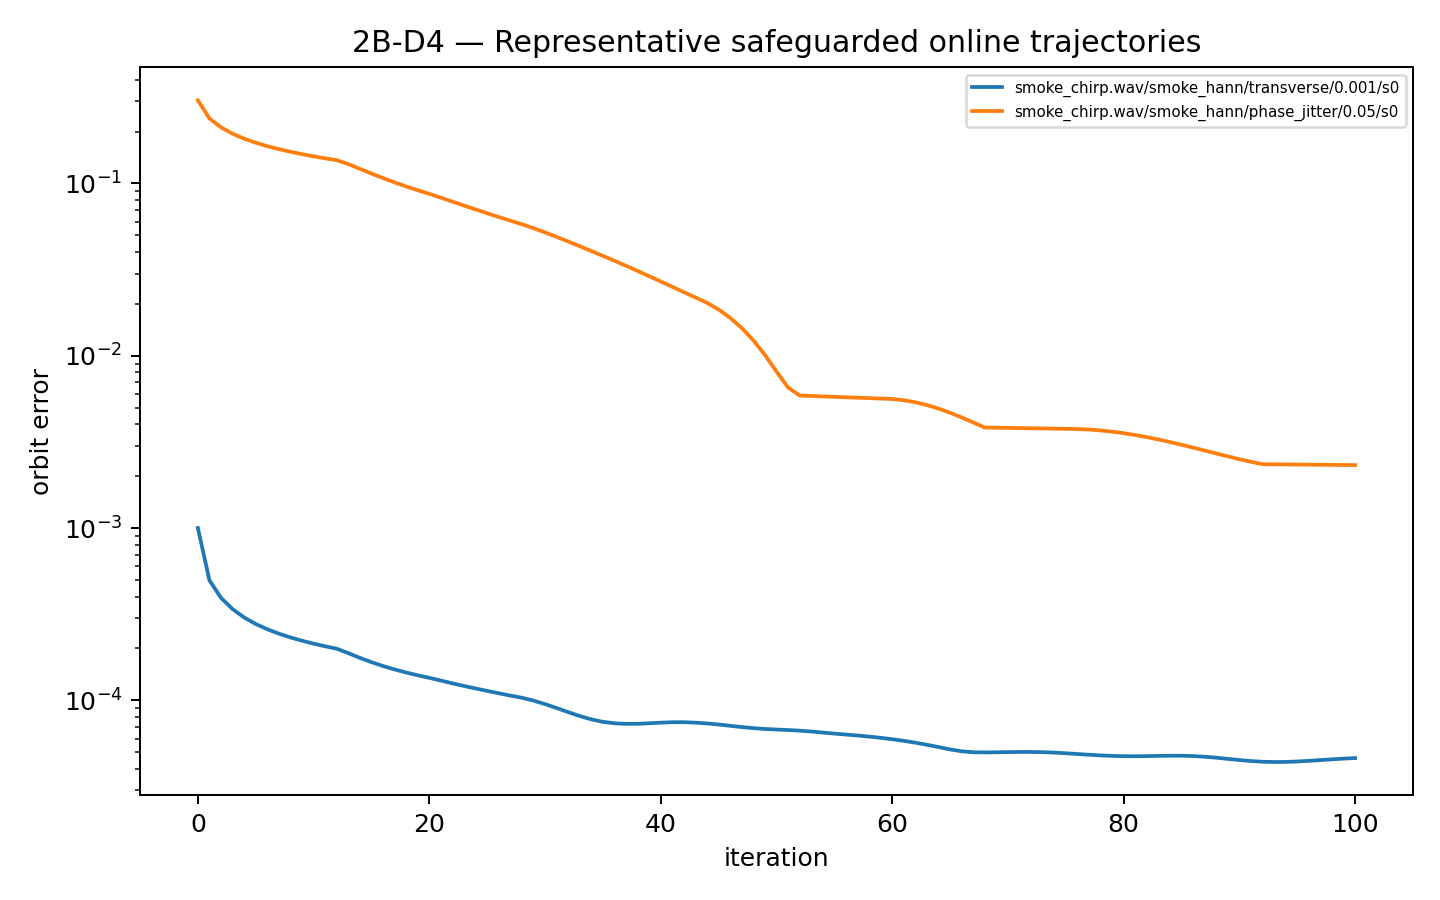 2B-D4 — Representative safeguarded online trajectories
smoke_chirp.wav/smoke_hann/transverse/0.001/s0
smoke_chirp.wav/smoke_hann/phase_jitter/0.05/s0
10⁻¹
10⁻²
10⁻³
10⁻⁴
orbit error
0 20 40 60 80 100
iteration